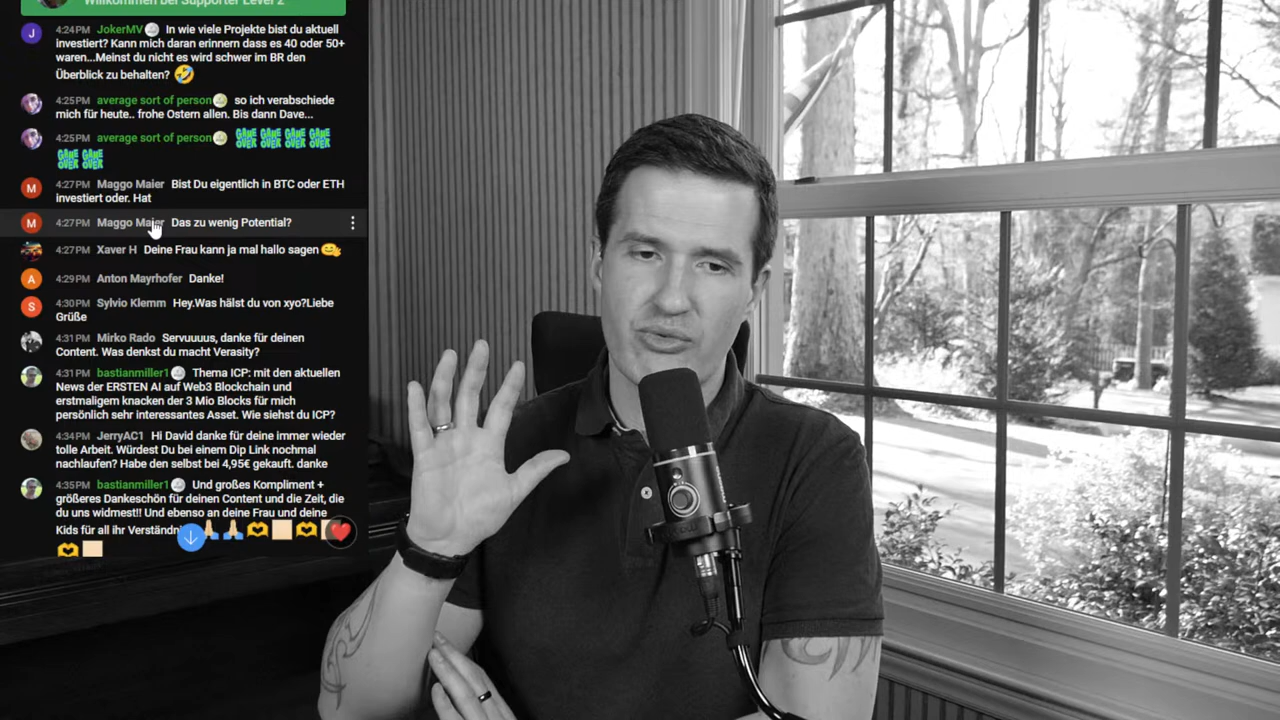 Willkommen bei Supporter Level 2
J
4:24PM JokerMV In wie viele Projekte bist du aktuell
investiert? Kann mich daran erinnern dass es 40 oder 50+
waren...Meinst du nicht es wird schwer im BR den
Überblick zu behalten?
4:25PM average sort of person so ich verabschiede
mich für heute.. frohe Ostern allen. Bis dann Dave...
4:25PM average sort of person GAME OVER GAME OVER GAME OVER GAME OVER
GAME OVER GAME OVER
M
4:27PM Maggo Maier Bist Du eigentlich in BTC oder ETH
investiert oder. Hat
M
4:27PM Maggo Maier Das zu wenig Potential?
4:27PM Xaver H Deine Frau kann ja mal hallo sagen
A
4:29PM Anton Mayrhofer Danke!
S
4:30PM Sylvio Klemm Hey.Was hälst du von xyo?Liebe
Grüße
4:31PM Mirko Rado Servuuuus, danke für deinen
Content. Was denkst du macht Verasity?
4:31PM bastianmiller1 Thema ICP: mit den aktuellen
News der ERSTEN AI auf Web3 Blockchain und
erstmaligem knacken der 3 Mio Blocks für mich
persönlich sehr interessantes Asset. Wie siehst du ICP?
4:34PM JerryAC1 Hi David danke für deine immer wieder
tolle Arbeit. Würdest Du bei einem Dip Link nochmal
nachlaufen? Habe den selbst bei 4,95€ gekauft. danke
4:35PM bastianmiller1 Und großes Kompliment +
größeres Dankeschön für deinen Content und die Zeit, die
du uns widmest!! Und ebenso an deine Frau und deine
Kids für all ihr Verständni